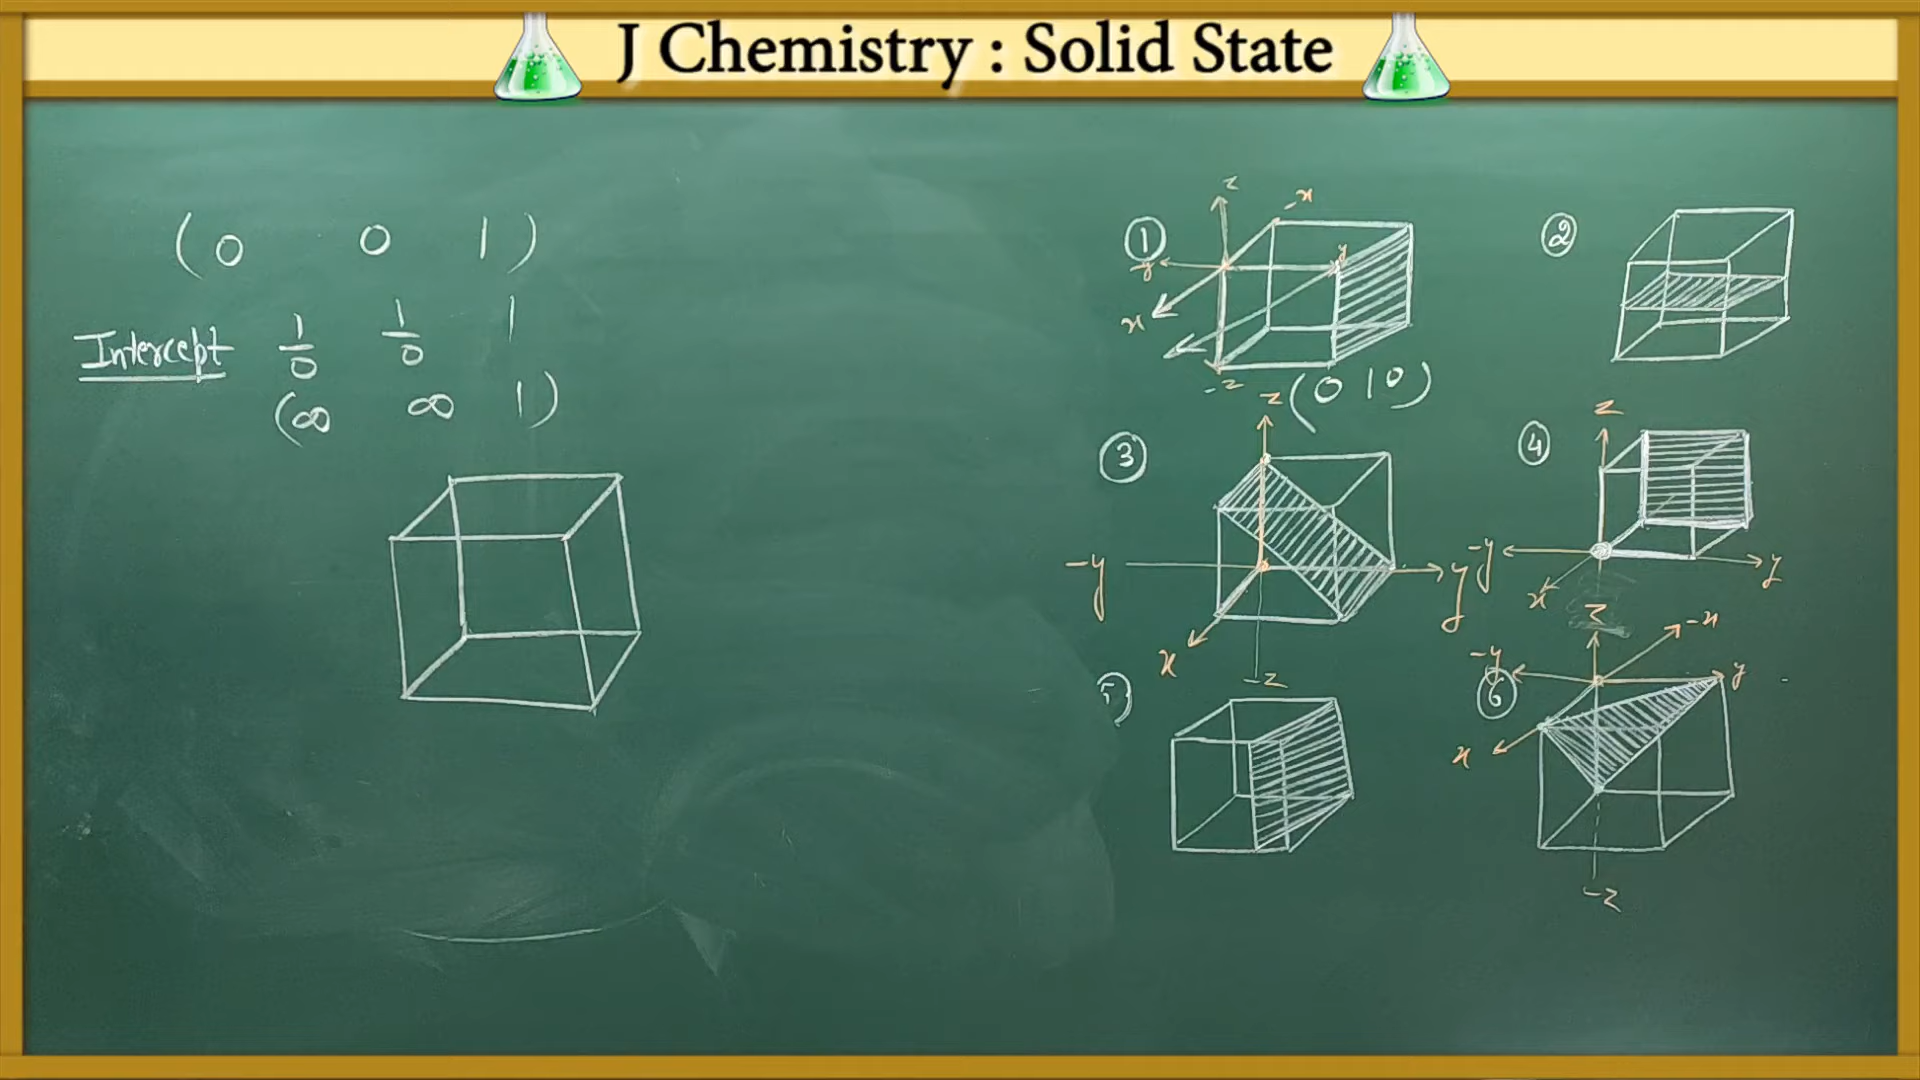 J Chemistry : Solid State
( 0 0 1 )
Intercept 1/0 1/0 1
( ∞ ∞ 1 )
①
z
-x
-y
y
x
-z
( 0 1 0 )
②
③
z
-y
y
x
-z
④
z
-y
y
x
5
⑥
z
-x
-y
y
x
-z